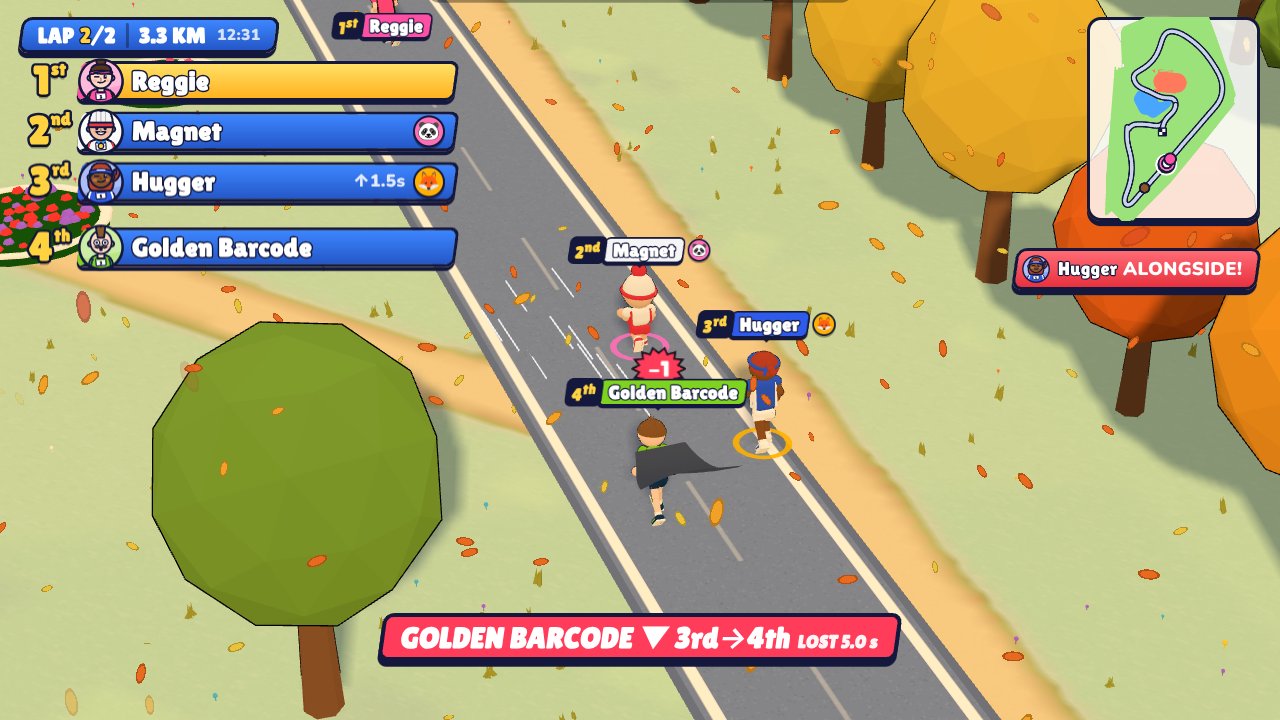 LAP 2/2 3.3 KM 12:31
1st Reggie
1st Reggie
2nd Magnet
3rd Hugger ↑1.5s
4th Golden Barcode
2nd Magnet
3rd Hugger
Hugger ALONGSIDE!
-1
4th Golden Barcode
GOLDEN BARCODE ▼ 3rd→4th LOST 5.0 s